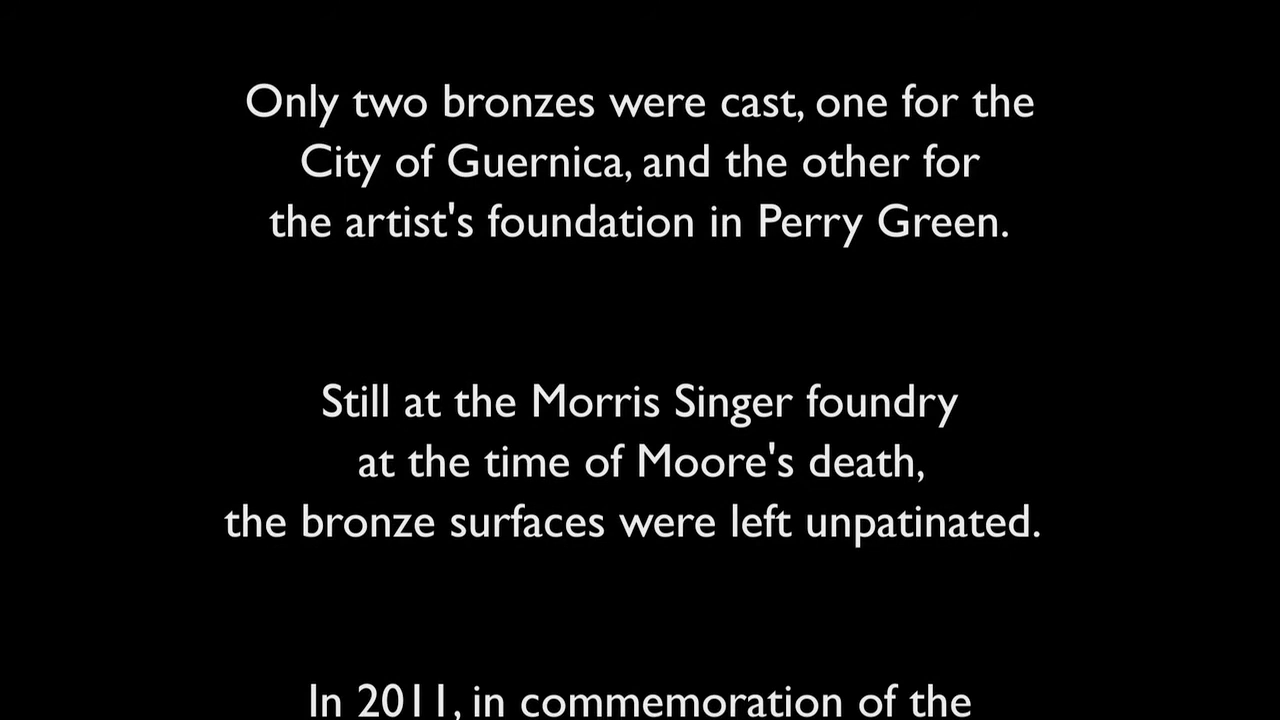 Only two bronzes were cast, one for the
City of Guernica, and the other for
the artist's foundation in Perry Green.
Still at the Morris Singer foundry
at the time of Moore's death,
the bronze surfaces were left unpatinated.
In 2011, in commemoration of the